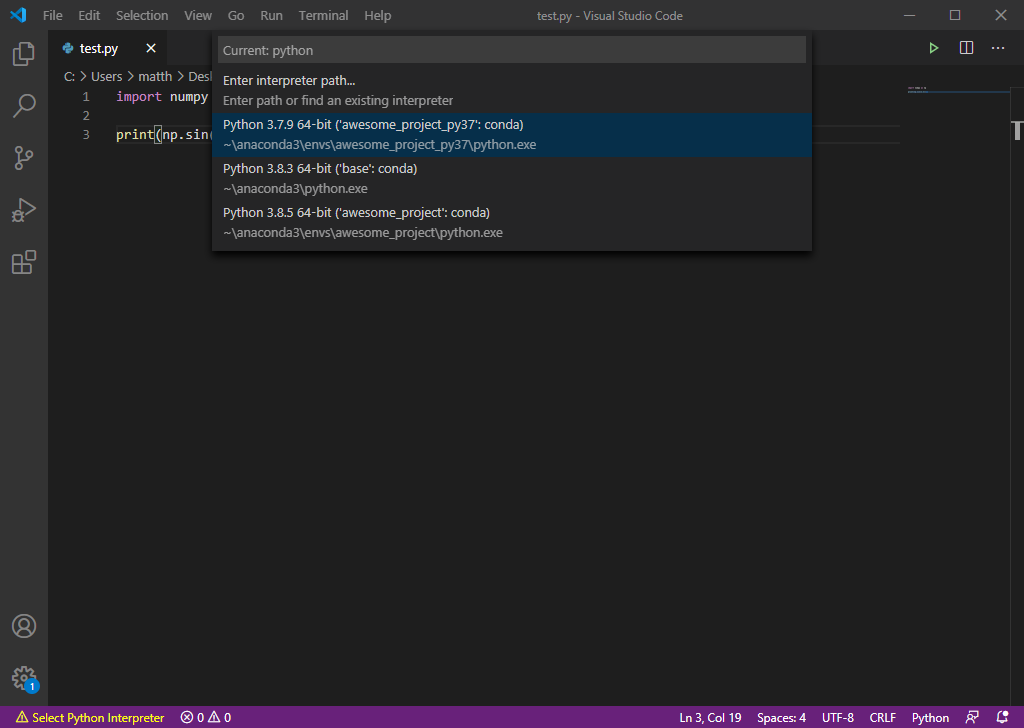 File Edit Selection View Go Run Terminal Help test.py - Visual Studio Code
test.py
Current: python
C: > Users > matth > Desl
Enter interpreter path...
Enter path or find an existing interpreter
1 import numpy
2
3 print(np.sin(
Python 3.7.9 64-bit ('awesome_project_py37': conda)
~\anaconda3\envs\awesome_project_py37\python.exe
Python 3.8.3 64-bit ('base': conda)
~\anaconda3\python.exe
Python 3.8.5 64-bit ('awesome_project': conda)
~\anaconda3\envs\awesome_project\python.exe
1
Select Python Interpreter 0 0 Ln 3, Col 19 Spaces: 4 UTF-8 CRLF Python